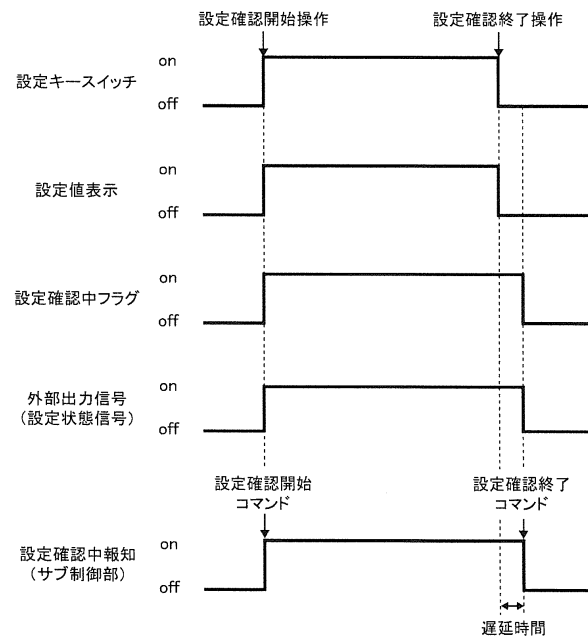 設定確認開始操作
設定確認終了操作
on
設定キースイッチ
off
on
設定値表示
off
on
設定確認中フラグ
off
on
外部出力信号
(設定状態信号)
off
設定確認開始
コマンド
設定確認終了
コマンド
on
設定確認中報知
(サブ制御部)
off
遅延時間